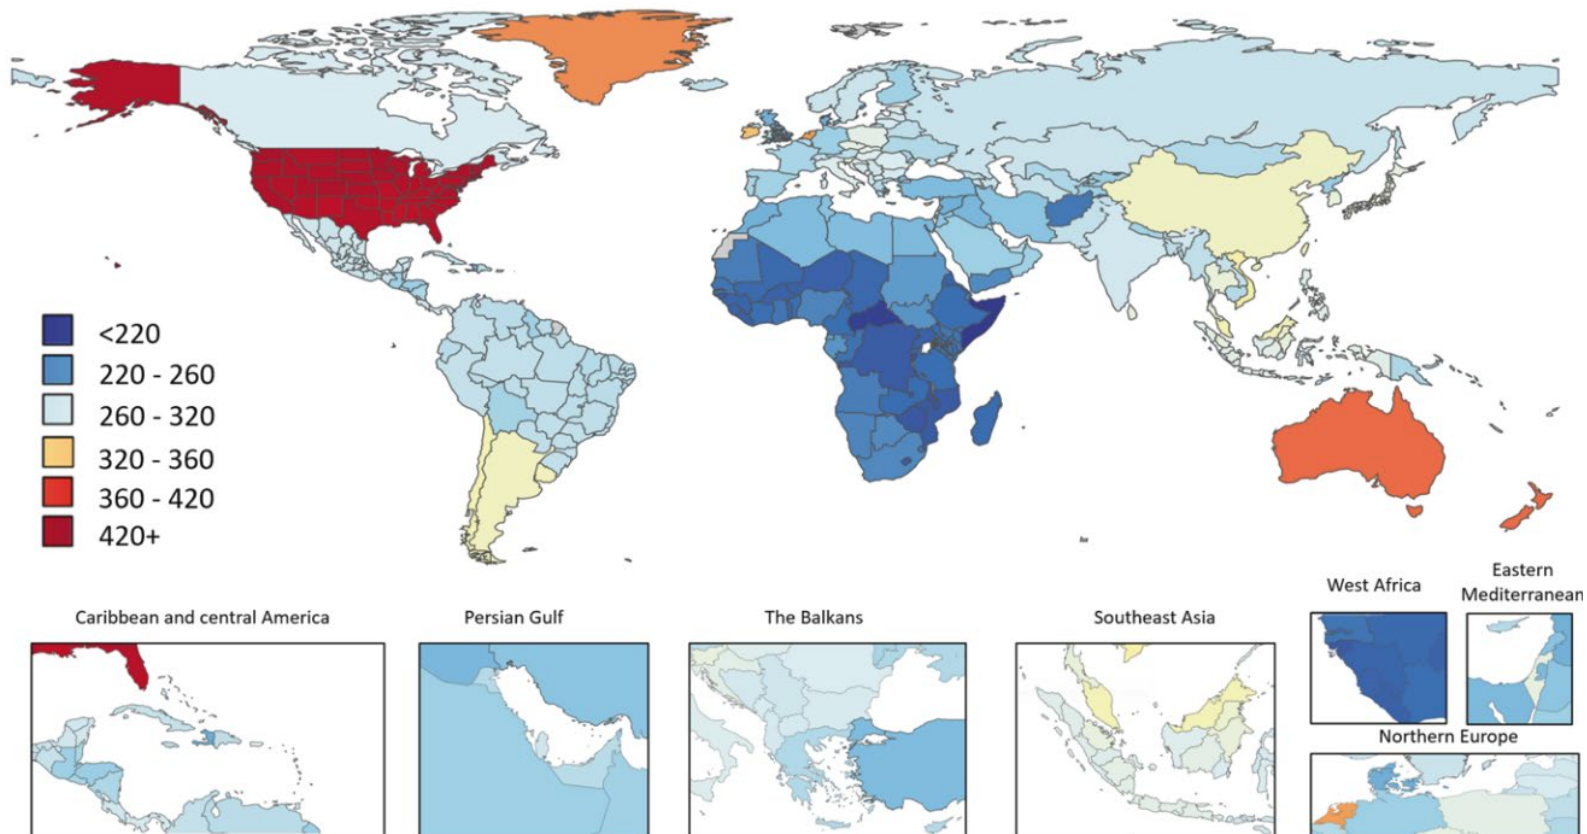 <220
220 - 260
260 - 320
320 - 360
360 - 420
420+
Caribbean and central America
Persian Gulf
The Balkans
Southeast Asia
West Africa
Eastern
Mediterranean
Northern Europe